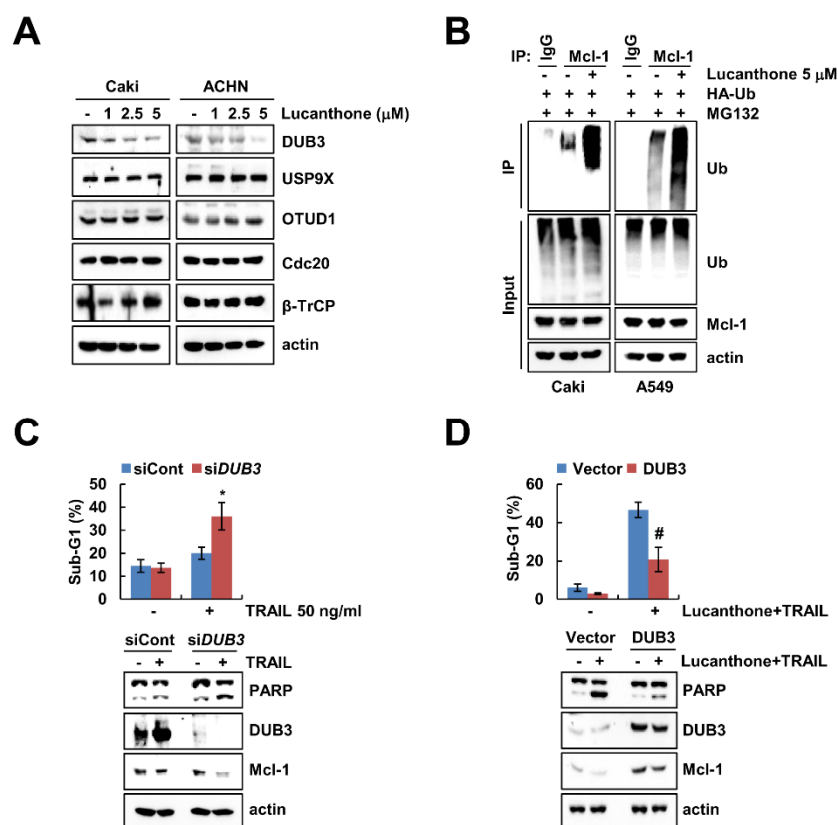 A
Caki ACHN
- 1 2.5 5 - 1 2.5 5 Lucanthone (μM)
DUB3
USP9X
OTUD1
Cdc20
β-TrCP
actin
B
IP: IgG Mcl-1 IgG Mcl-1
- - + - - + Lucanthone 5 μM
+ + + + + + HA-Ub
+ + + + + + MG132
IP
Ub
Input
Ub
Mcl-1
actin
Caki A549
C
siCont siDUB3
Sub-G1 (%)
50
40
30
20
10
0
*
- + TRAIL 50 ng/ml
siCont siDUB3
- + - + TRAIL
PARP
DUB3
Mcl-1
actin
D
Vector DUB3
Sub-G1 (%)
60
40
20
0
#
- + Lucanthone+TRAIL
Vector DUB3
- + - + Lucanthone+TRAIL
PARP
DUB3
Mcl-1
actin